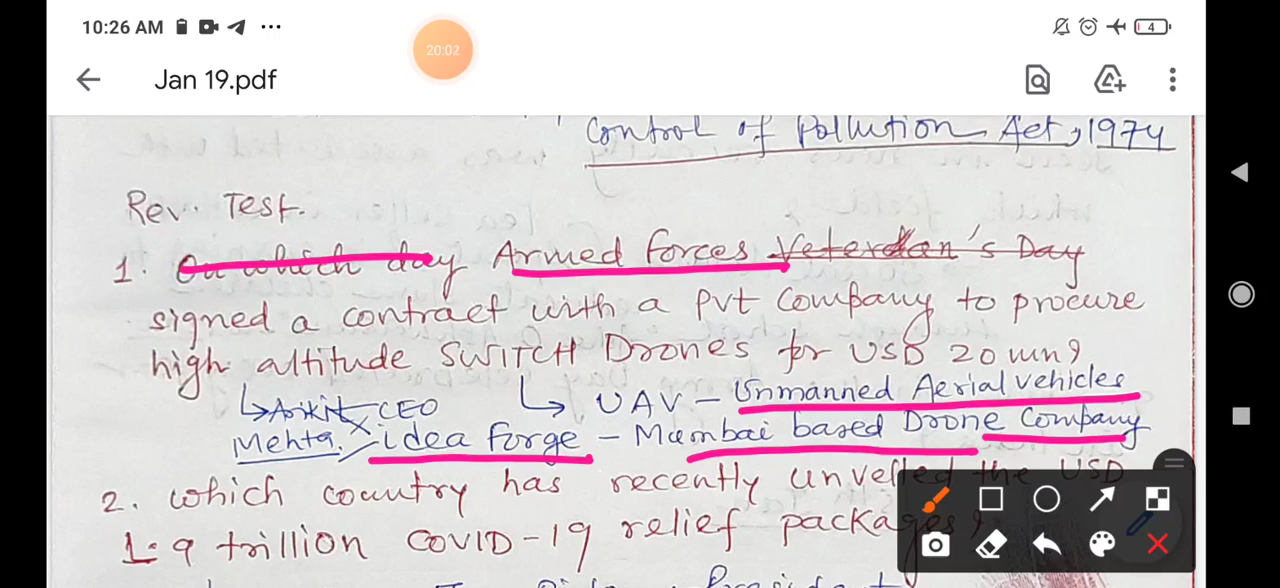 10:26 AM
4
20:02
Jan 19.pdf
Control of Pollution Act, 1974
Rev. Test.
1. On which day Armed forces Veterdan's Day
signed a contract with a pvt company to procure
high altitude SWITCH Drones for USD 20 mn?
Ankit CEO UAV - Unmanned Aerial vehicles
Mehta. idea forge - Mumbai based Drone Company
2. which country has recently unveiled the USD
1.9 trillion COVID-19 relief package?